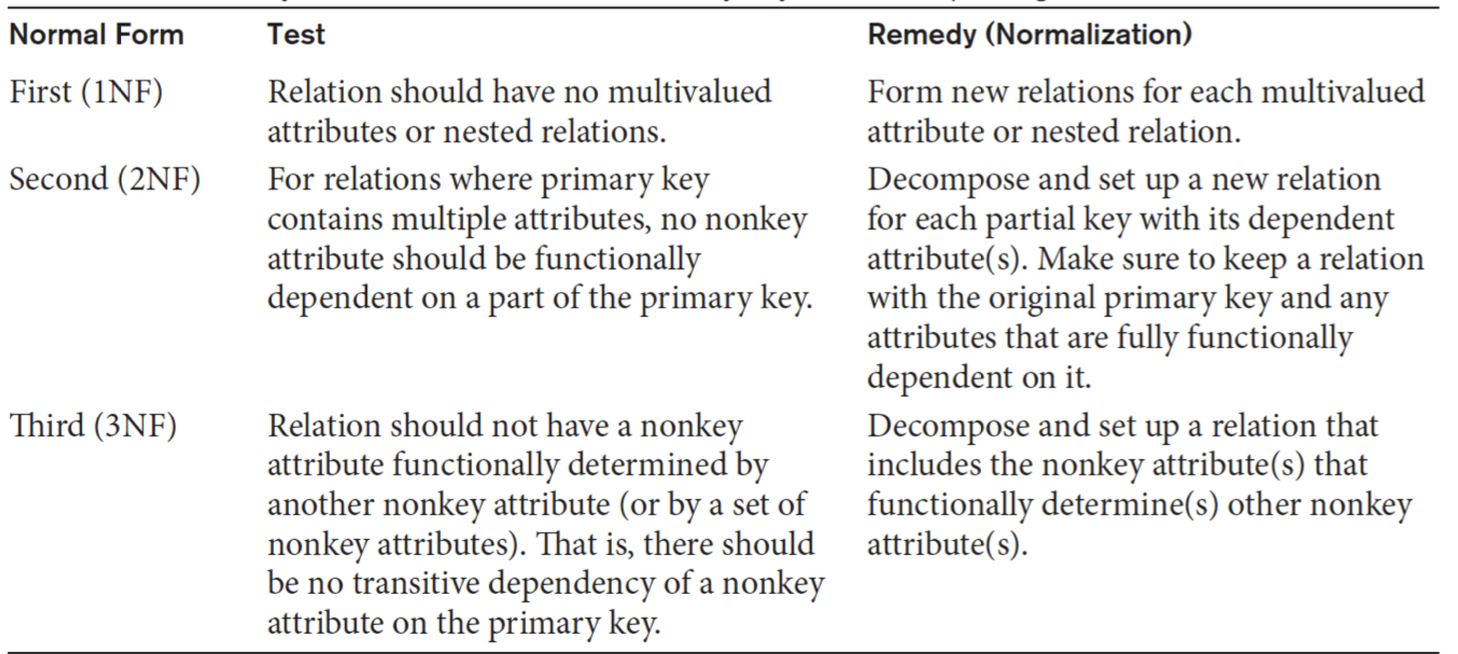 Normal Form Test Remedy (Normalization)
First (1NF) Relation should have no multivalued Form new relations for each multivalued
attributes or nested relations. attribute or nested relation.
Second (2NF) For relations where primary key Decompose and set up a new relation
contains multiple attributes, no nonkey for each partial key with its dependent
attribute should be functionally attribute(s). Make sure to keep a relation
dependent on a part of the primary key. with the original primary key and any
attributes that are fully functionally
dependent on it.
Third (3NF) Relation should not have a nonkey Decompose and set up a relation that
attribute functionally determined by includes the nonkey attribute(s) that
another nonkey attribute (or by a set of functionally determine(s) other nonkey
nonkey attributes). That is, there should attribute(s).
be no transitive dependency of a nonkey
attribute on the primary key.